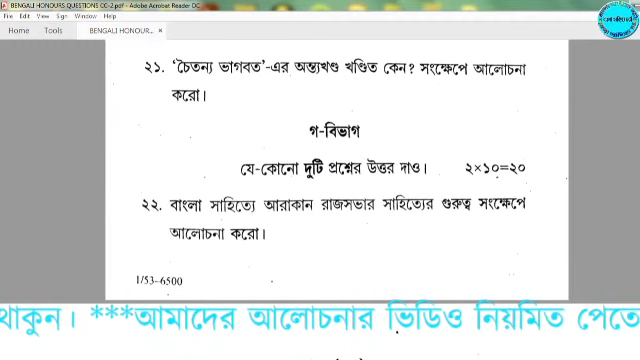 BENGALI HONOURS QUESTIONS CC-2.pdf - Adobe Acrobat Reader DC
File Edit View Sign Window Help
Home Tools BENGALI HONOUR... ×
২১. ‘চৈতন্য ভাগবত’-এর অন্ত্যখণ্ড খণ্ডিত কেন? সংক্ষেপে আলোচনা
করো।
গ-বিভাগ
যে-কোনো দুটি প্রশ্নের উত্তর দাও। ২×১০=২০
২২. বাংলা সাহিত্যে আরাকান রাজসভার সাহিত্যের গুরুত্ব সংক্ষেপে
আলোচনা করো।
1/53-6500
থাকুন। ***আমাদের আলোচনার ভিডিও নিয়মিত পেতে